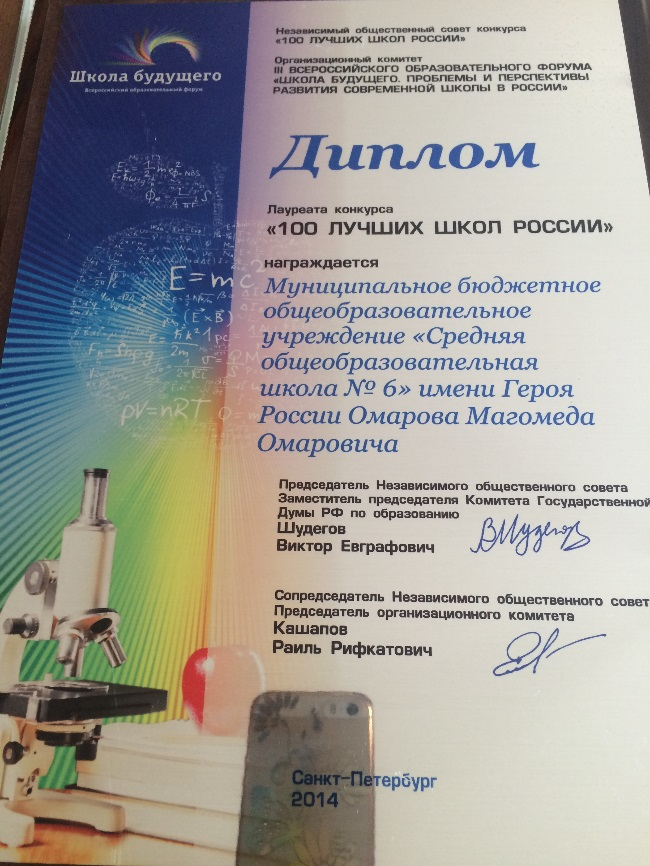 Школа будущего
Всероссийский образовательный форум
Независимый общественный совет конкурса
«100 ЛУЧШИХ ШКОЛ РОССИИ»
Организационный комитет
III ВСЕРОССИЙСКОГО ОБРАЗОВАТЕЛЬНОГО ФОРУМА
«ШКОЛА БУДУЩЕГО. ПРОБЛЕМЫ И ПЕРСПЕКТИВЫ
РАЗВИТИЯ СОВРЕМЕННОЙ ШКОЛЫ В РОССИИ»
Диплом
Лауреата конкурса
«100 ЛУЧШИХ ШКОЛ РОССИИ»
награждается
Муниципальное бюджетное
общеобразовательное
учреждение «Средняя
общеобразовательная
школа № 6» имени Героя
России Омарова Магомеда
Омаровича
E=mc²
pV=nRT
Председатель Независимого общественного совета
Заместитель председателя Комитета Государственной
Думы РФ по образованию
Шудегов
Виктор Евграфович
Сопредседатель Независимого общественного совет
Председатель организационного комитета
Кашапов
Раиль Рифкатович
Санкт-Петербург
2014